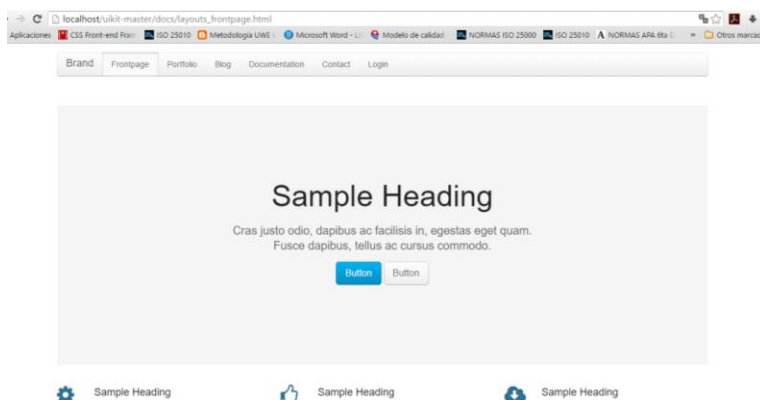 localhost/uikit-master/docs/layouts_frontpage.html
Aplicaciones CSS Front-end Fram ISO 25010 Metodología UWE Microsoft Word - Modelo de calidad NORMAS ISO 25000 ISO 25010 NORMAS APA 6ta » Otros marcad
Brand Frontpage Portfolio Blog Documentation Contact Login
Sample Heading
Cras justo odio, dapibus ac facilisis in, egestas eget quam.
Fusce dapibus, tellus ac cursus commodo.
Button Button
Sample Heading Sample Heading Sample Heading